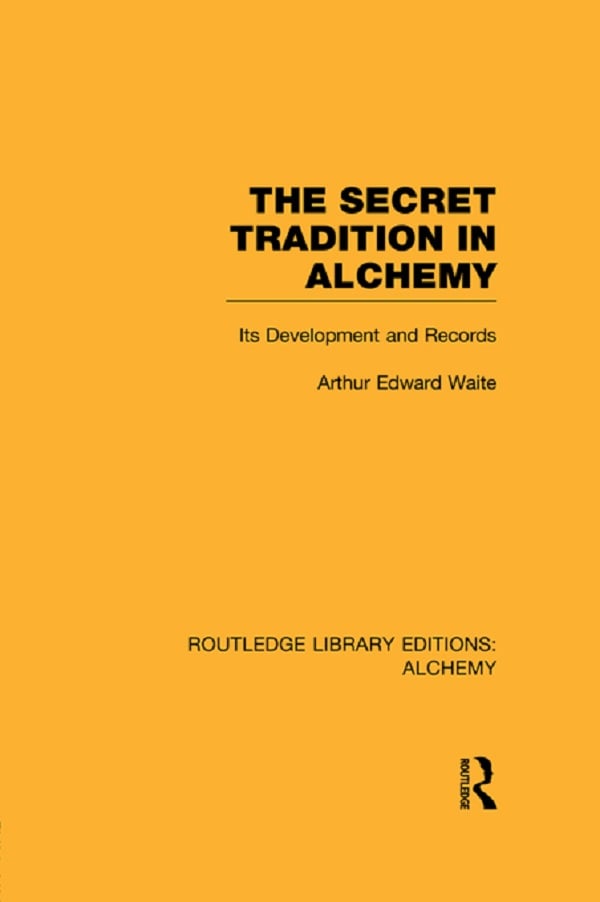 THE SECRET
TRADITION IN
ALCHEMY
Its Development and Records
Arthur Edward Waite
ROUTLEDGE LIBRARY EDITIONS:
ALCHEMY
ROUTLEDGE